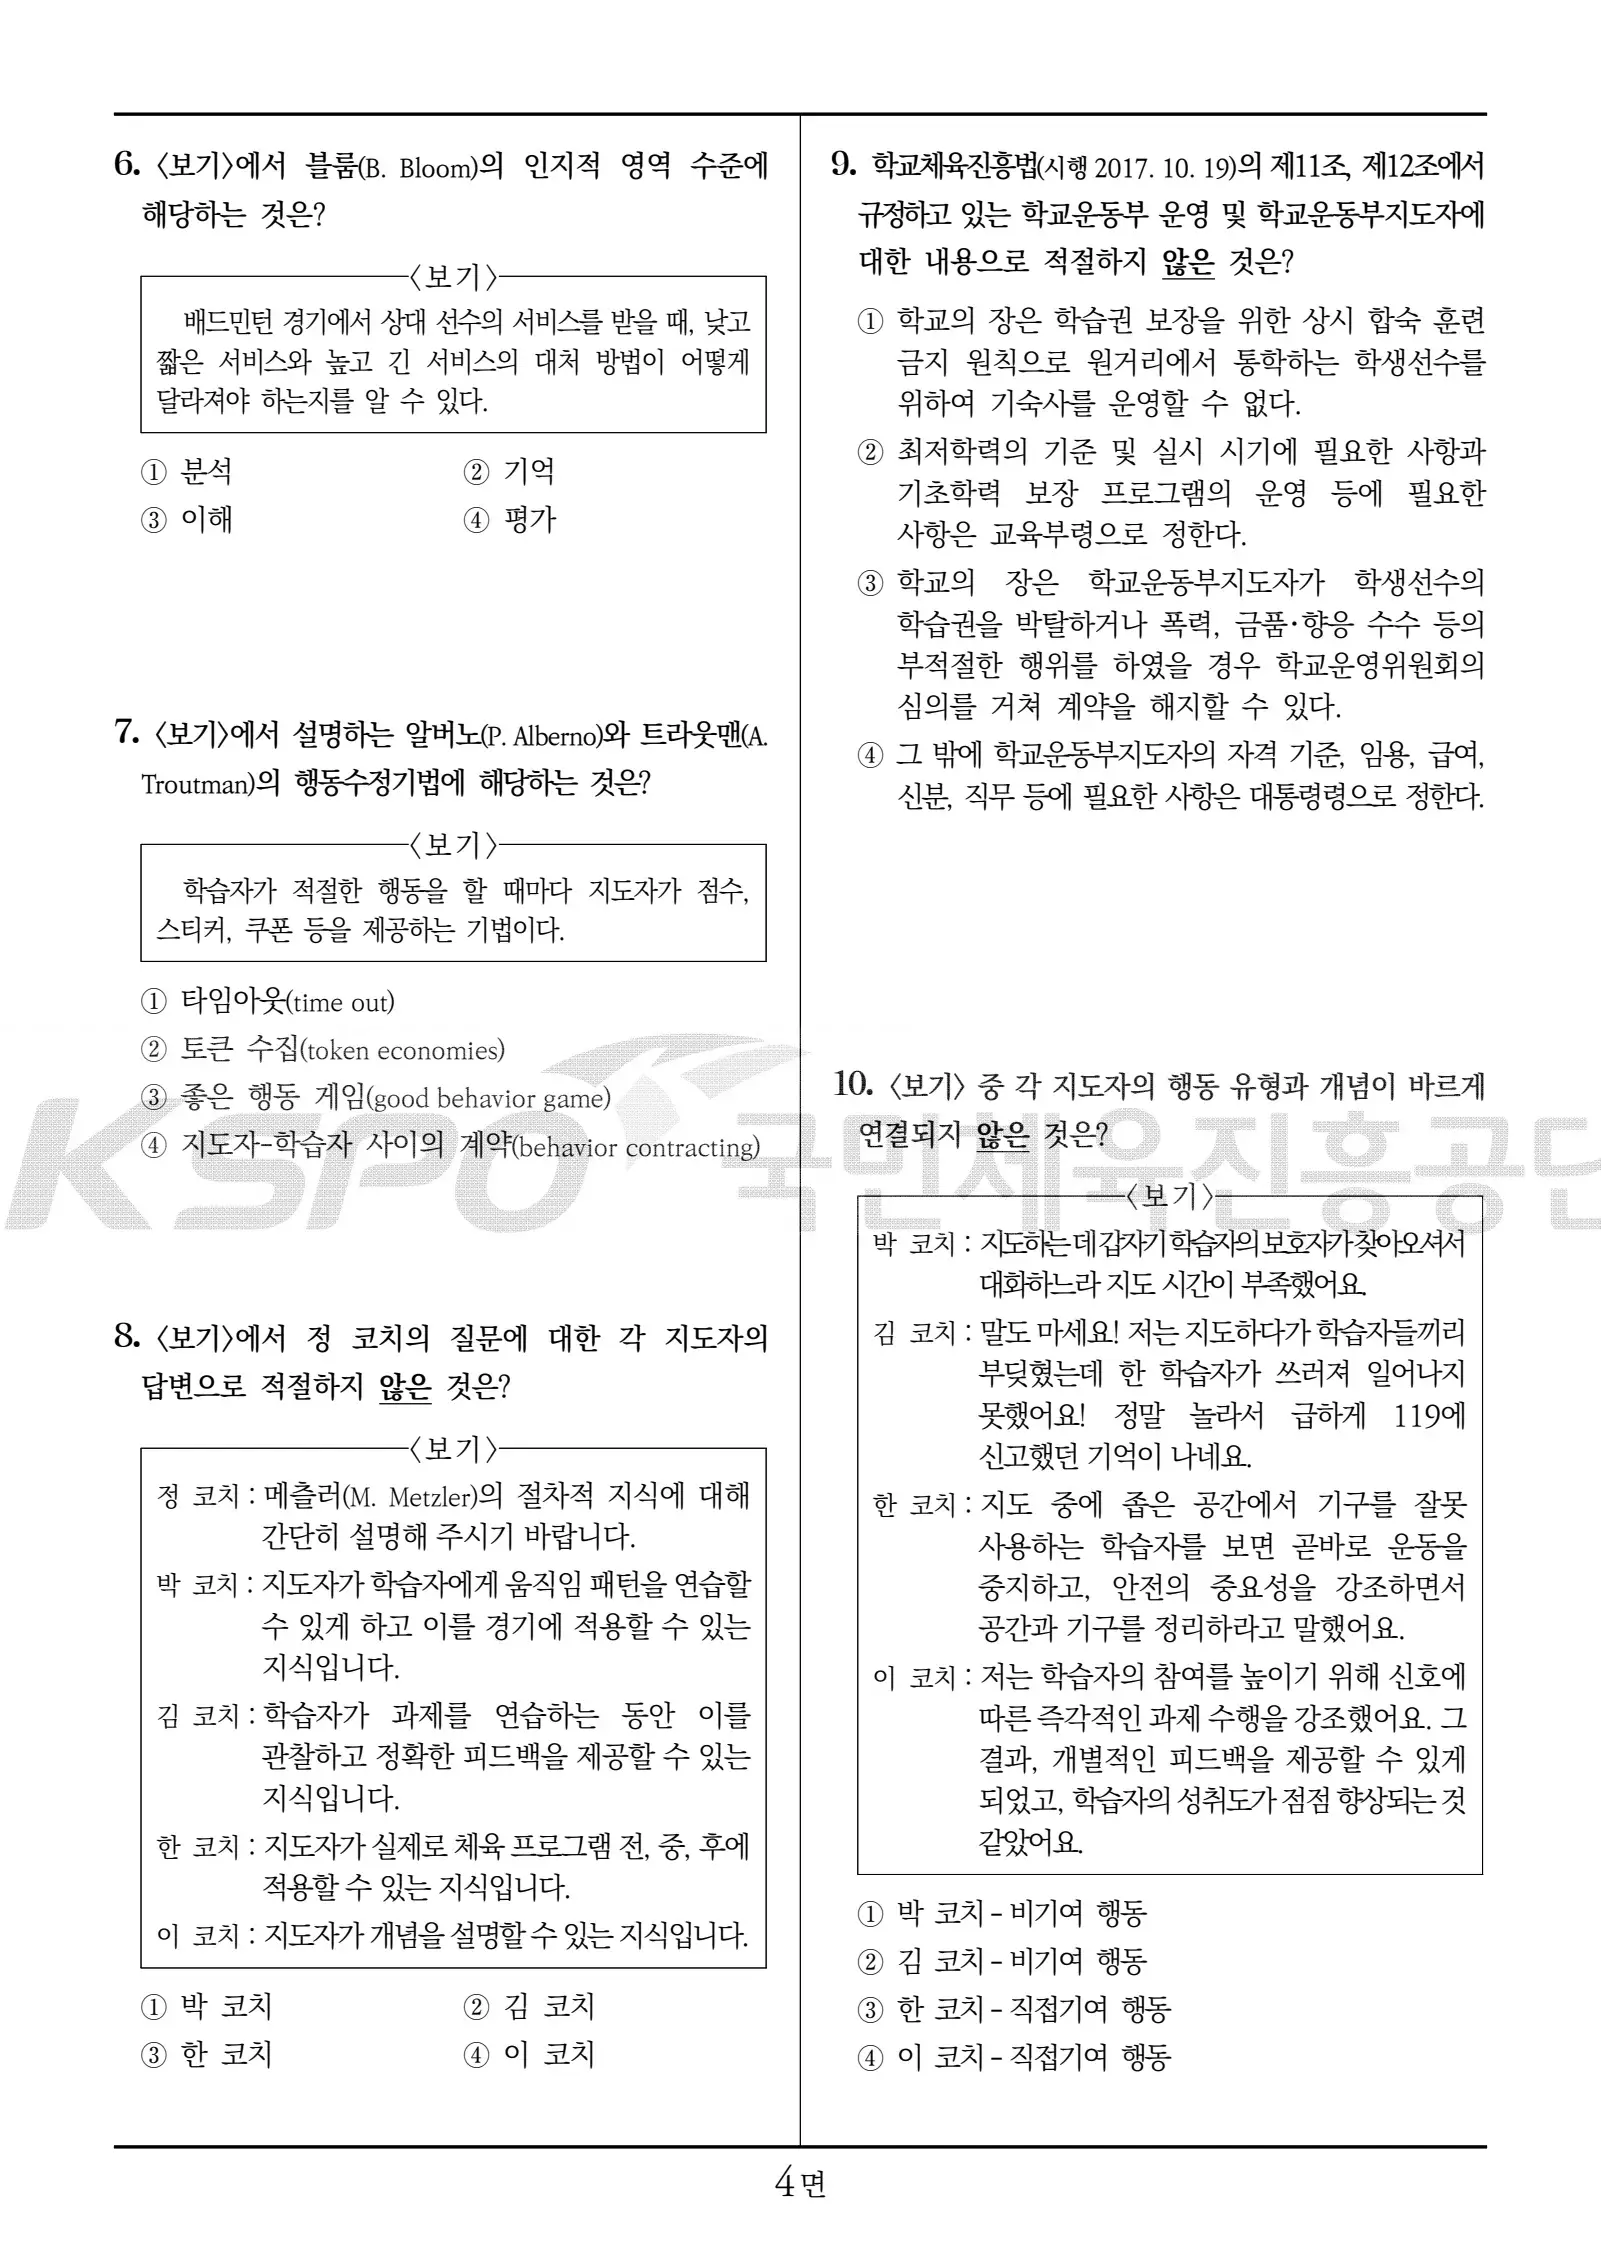 6. 〈보기〉에서 블룸(B. Bloom)의 인지적 영역 수준에
해당하는 것은?
〈보기〉
배드민턴 경기에서 상대 선수의 서비스를 받을 때, 낮고
짧은 서비스와 높고 긴 서비스의 대처 방법이 어떻게
달라져야 하는지를 알 수 있다.
① 분석 ② 기억
③ 이해 ④ 평가
7. 〈보기〉에서 설명하는 알버노(P. Alberno)와 트라웃맨(A.
Troutman)의 행동수정기법에 해당하는 것은?
〈보기〉
학습자가 적절한 행동을 할 때마다 지도자가 점수,
스티커, 쿠폰 등을 제공하는 기법이다.
① 타임아웃(time out)
② 토큰 수집(token economies)
③ 좋은 행동 게임(good behavior game)
④ 지도자-학습자 사이의 계약(behavior contracting)
8. 〈보기〉에서 정 코치의 질문에 대한 각 지도자의
답변으로 적절하지 않은 것은?
〈보기〉
정 코치 : 메츨러(M. Metzler)의 절차적 지식에 대해
간단히 설명해 주시기 바랍니다.
박 코치 : 지도자가 학습자에게 움직임 패턴을 연습할
수 있게 하고 이를 경기에 적용할 수 있는
지식입니다.
김 코치 : 학습자가 과제를 연습하는 동안 이를
관찰하고 정확한 피드백을 제공할 수 있는
지식입니다.
한 코치 : 지도자가 실제로 체육 프로그램 전, 중, 후에
적용할 수 있는 지식입니다.
이 코치 : 지도자가 개념을 설명할 수 있는 지식입니다.
① 박 코치 ② 김 코치
③ 한 코치 ④ 이 코치
9. 학교체육진흥법(시행 2017. 10. 19)의 제11조, 제12조에서
규정하고 있는 학교운동부 운영 및 학교운동부지도자에
대한 내용으로 적절하지 않은 것은?
① 학교의 장은 학습권 보장을 위한 상시 합숙 훈련
금지 원칙으로 원거리에서 통학하는 학생선수를
위하여 기숙사를 운영할 수 없다.
② 최저학력의 기준 및 실시 시기에 필요한 사항과
기초학력 보장 프로그램의 운영 등에 필요한
사항은 교육부령으로 정한다.
③ 학교의 장은 학교운동부지도자가 학생선수의
학습권을 박탈하거나 폭력, 금품·향응 수수 등의
부적절한 행위를 하였을 경우 학교운영위원회의
심의를 거쳐 계약을 해지할 수 있다.
④ 그 밖에 학교운동부지도자의 자격 기준, 임용, 급여,
신분, 직무 등에 필요한 사항은 대통령령으로 정한다.
10. 〈보기〉 중 각 지도자의 행동 유형과 개념이 바르게
연결되지 않은 것은?
〈보기〉
박 코치 : 지도하는 데 갑자기 학습자의 보호자가 찾아오셔서
대화하느라 지도 시간이 부족했어요.
김 코치 : 말도 마세요! 저는 지도하다가 학습자들끼리
부딪혔는데 한 학습자가 쓰러져 일어나지
못했어요! 정말 놀라서 급하게 119에
신고했던 기억이 나네요.
한 코치 : 지도 중에 좁은 공간에서 기구를 잘못
사용하는 학습자를 보면 곧바로 운동을
중지하고, 안전의 중요성을 강조하면서
공간과 기구를 정리하라고 말했어요.
이 코치 : 저는 학습자의 참여를 높이기 위해 신호에
따른 즉각적인 과제 수행을 강조했어요. 그
결과, 개별적인 피드백을 제공할 수 있게
되었고, 학습자의 성취도가 점점 향상되는 것
같았어요.
① 박 코치 - 비기여 행동
② 김 코치 - 비기여 행동
③ 한 코치 - 직접기여 행동
④ 이 코치 - 직접기여 행동
KSPO 국민체육진흥공단
4면